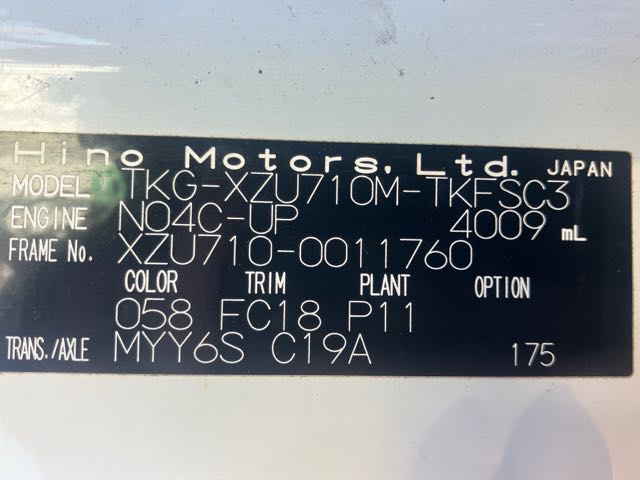 Hino Motors, Ltd. JAPAN
MODEL TKG-XZU710M-TKFSC3
ENGINE N04C-UP 4009 mL
FRAME No. XZU710-0011760
COLOR TRIM PLANT OPTION
058 FC18 P11
TRANS./AXLE MYY6S C19A 175